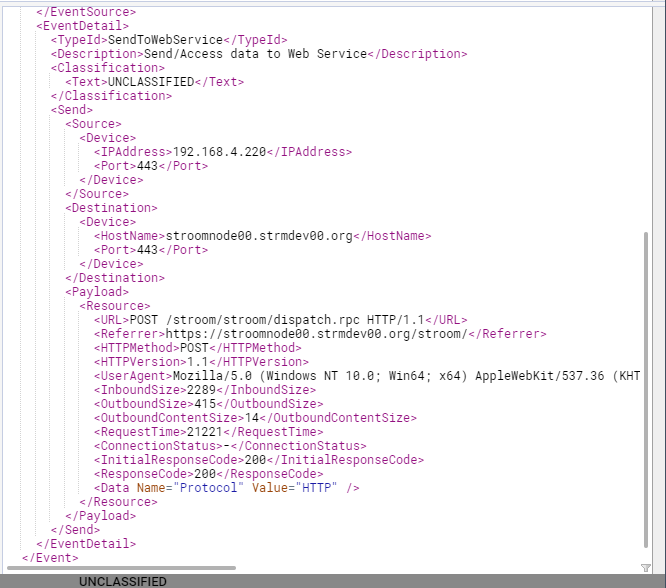 </EventSource>
<EventDetail>
<TypeId>SendToWebService</TypeId>
<Description>Send/Access data to Web Service</Description>
<Classification>
<Text>UNCLASSIFIED</Text>
</Classification>
<Send>
<Source>
<Device>
<IPAddress>192.168.4.220</IPAddress>
<Port>443</Port>
</Device>
</Source>
<Destination>
<Device>
<HostName>stroomnode00.strmdev00.org</HostName>
<Port>443</Port>
</Device>
</Destination>
<Payload>
<Resource>
<URL>POST /stroom/stroom/dispatch.rpc HTTP/1.1</URL>
<Referrer>https://stroomnode00.strmdev00.org/stroom/</Referrer>
<HTTPMethod>POST</HTTPMethod>
<HTTPVersion>1.1</HTTPVersion>
<UserAgent>Mozilla/5.0 (Windows NT 10.0; Win64; x64) AppleWebKit/537.36 (KHT
<InboundSize>2289</InboundSize>
<OutboundSize>415</OutboundSize>
<OutboundContentSize>14</OutboundContentSize>
<RequestTime>21221</RequestTime>
<ConnectionStatus>-</ConnectionStatus>
<InitialResponseCode>200</InitialResponseCode>
<ResponseCode>200</ResponseCode>
<Data Name="Protocol" Value="HTTP" />
</Resource>
</Payload>
</Send>
</EventDetail>
</Event>
UNCLASSIFIED